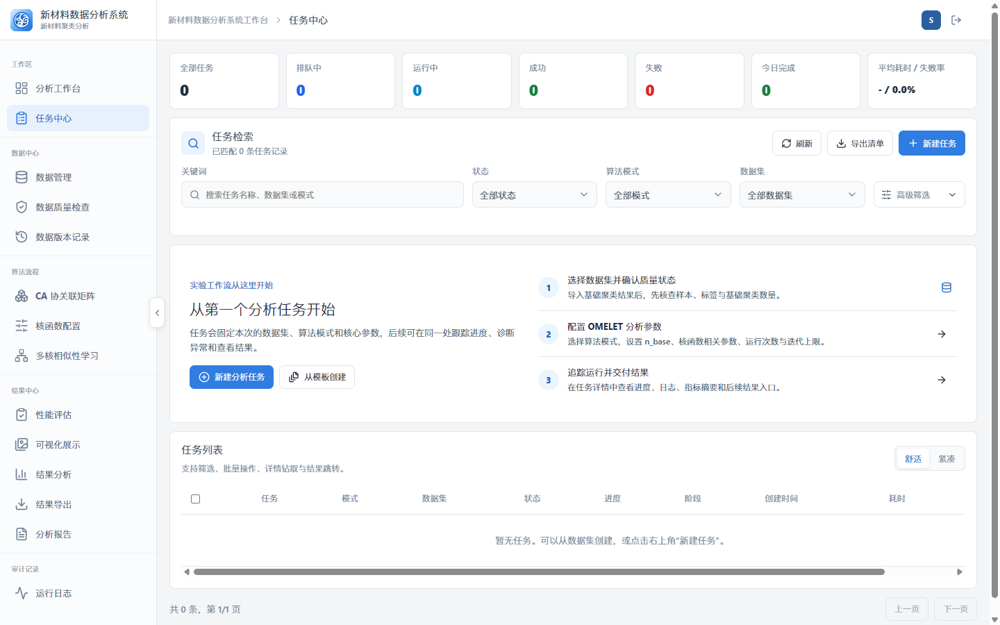 新材料数据分析系统
新材料聚类分析
新材料数据分析系统工作台 > 任务中心
S
工作区
分析工作台
任务中心
数据中心
数据管理
数据质量检查
数据版本记录
算法流程
CA 协关联矩阵
核函数配置
多核相似性学习
结果中心
性能评估
可视化展示
结果分析
结果导出
分析报告
审计记录
运行日志
全部任务
0
排队中
0
运行中
0
成功
0
失败
0
今日完成
0
平均耗时 / 失败率
- / 0.0%
任务检索
已匹配 0 条任务记录
刷新
导出清单
新建任务
关键词
状态
算法模式
数据集
搜索任务名称、数据集或模式
全部状态
全部模式
全部数据集
高级筛选
实验工作流从这里开始
从第一个分析任务开始
任务会固定本次的数据集、算法模式和核心参数，后续可在同一处跟踪进度、诊断
异常和查看结果。
新建分析任务
从模板创建
1
选择数据集并确认质量状态
导入基础聚类结果后，先核查样本、标签与基础聚类数量。
2
配置 OMELET 分析参数
选择算法模式，设置 n_base、核函数相关参数、运行次数与迭代上限。
3
追踪运行并交付结果
在任务详情中查看进度、日志、指标摘要和后续结果入口。
任务列表
支持筛选、批量操作、详情钻取与结果跳转。
舒适
紧凑
任务 模式 数据集 状态 进度 阶段 创建时间 耗时
暂无任务。可以从数据集创建，或点击右上角“新建任务”。
共 0 条，第 1/1 页
上一页
下一页